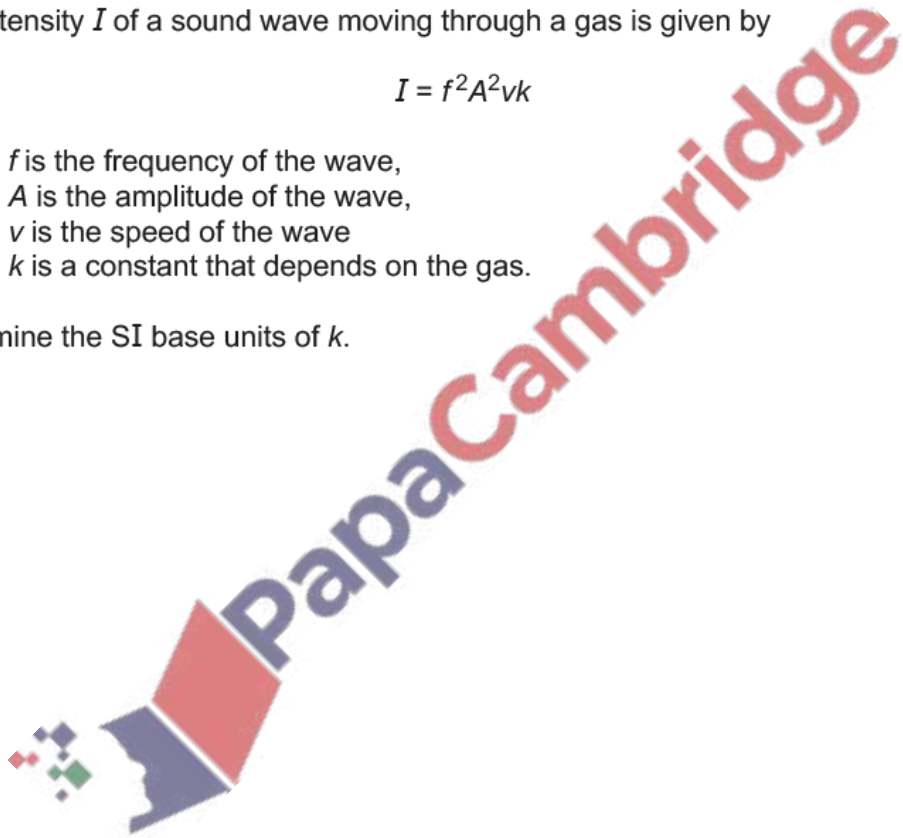 tensity I of a sound wave moving through a gas is given by
I = f²A²vk
f is the frequency of the wave,
A is the amplitude of the wave,
v is the speed of the wave
k is a constant that depends on the gas.
mine the SI base units of k.
PapaCambridge